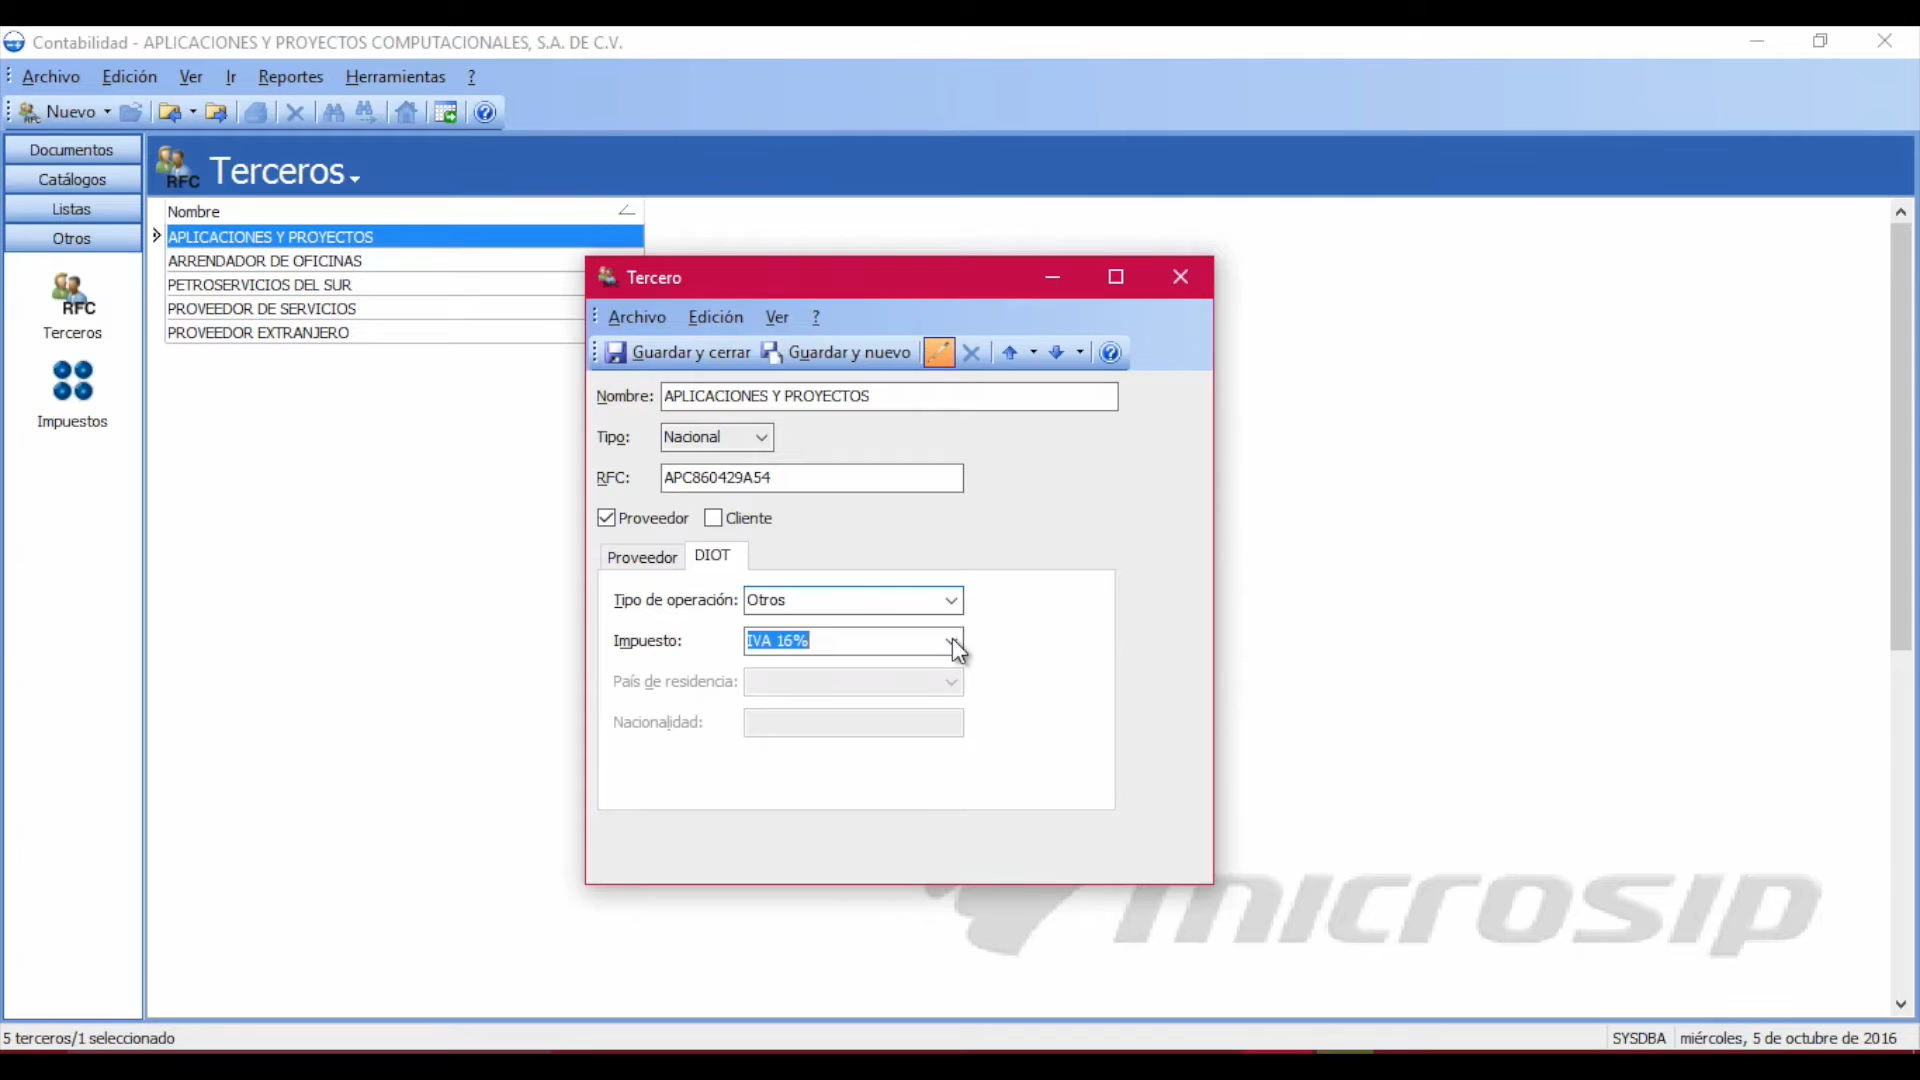 Contabilidad - APLICACIONES Y PROYECTOS COMPUTACIONALES, S.A. DE C.V.
Archivo Edición Ver Ir Reportes Herramientas ?
Nuevo
Documentos
Catálogos
Listas
Otros
RFC
Terceros
Impuestos
RFC Terceros
Nombre
APLICACIONES Y PROYECTOS
ARRENDADOR DE OFICINAS
PETROSERVICIOS DEL SUR
PROVEEDOR DE SERVICIOS
PROVEEDOR EXTRANJERO
Tercero
Archivo Edición Ver ?
Guardar y cerrar Guardar y nuevo
Nombre: APLICACIONES Y PROYECTOS
Tipo: Nacional
RFC: APC860429A54
Proveedor Cliente
Proveedor DIOT
Tipo de operación: Otros
Impuesto: IVA 16%
País de residencia:
Nacionalidad:
microsip
5 terceros/1 seleccionado SYSDBA miércoles, 5 de octubre de 2016